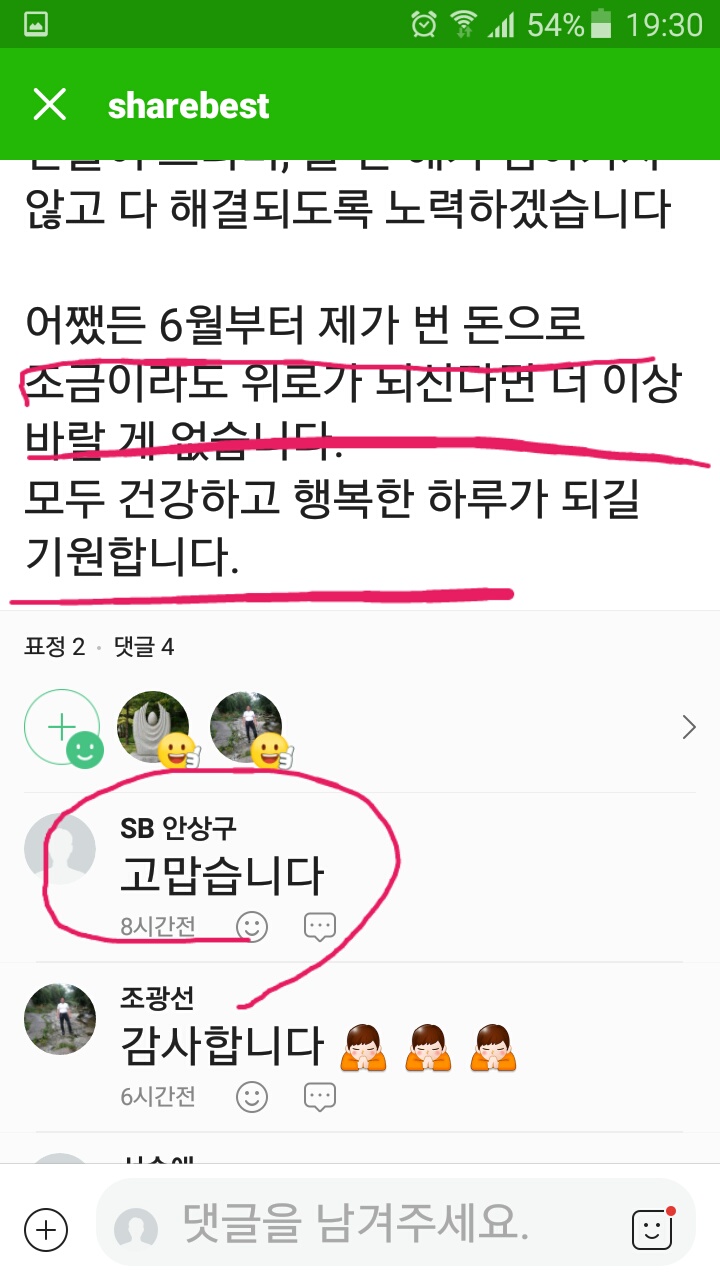 54% 19:30
sharebest
않고 다 해결되도록 노력하겠습니다
어쨌든 6월부터 제가 번 돈으로
조금이라도 위로가 되신다면 더 이상
바랄 게 없습니다.
모두 건강하고 행복한 하루가 되길
기원합니다.
표정 2 · 댓글 4
SB 안상구
고맙습니다
8시간전
조광선
감사합니다
6시간전
댓글을 남겨주세요.